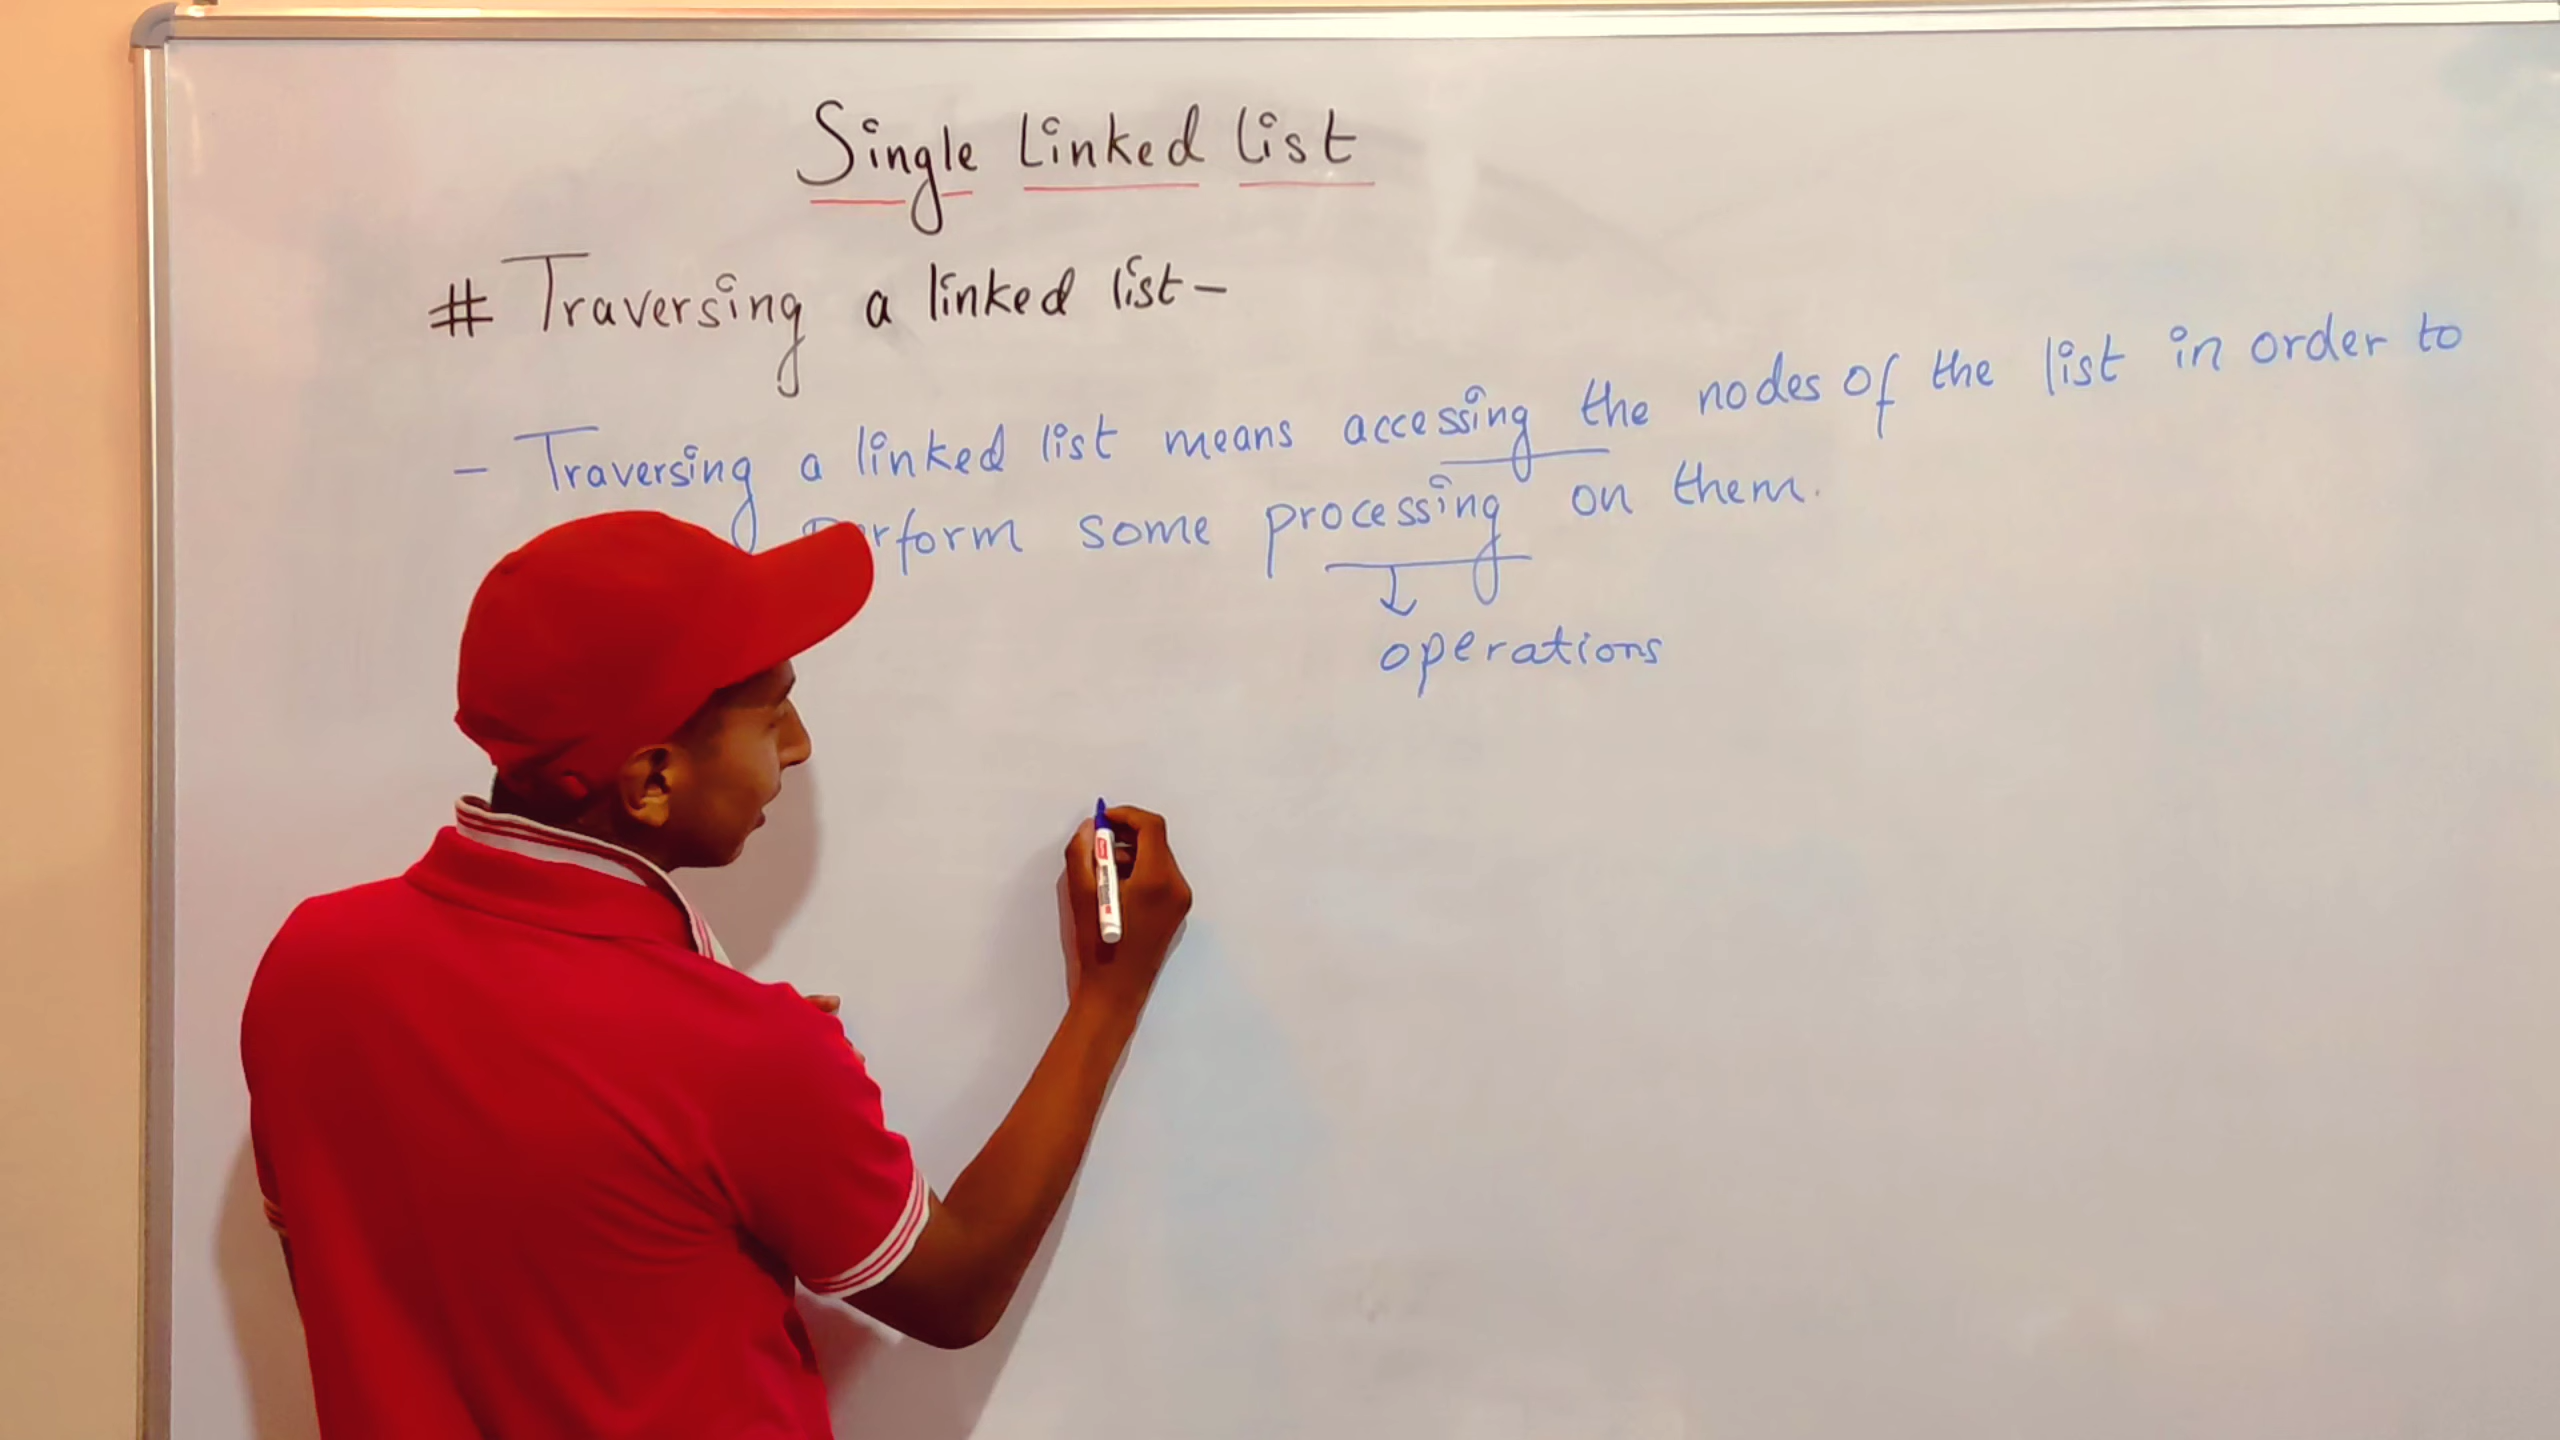 Single Linked List
# Traversing a linked list-
- Traversing a linked list means accessing the nodes of the list in order to
perform some processing on them.
↓
operations